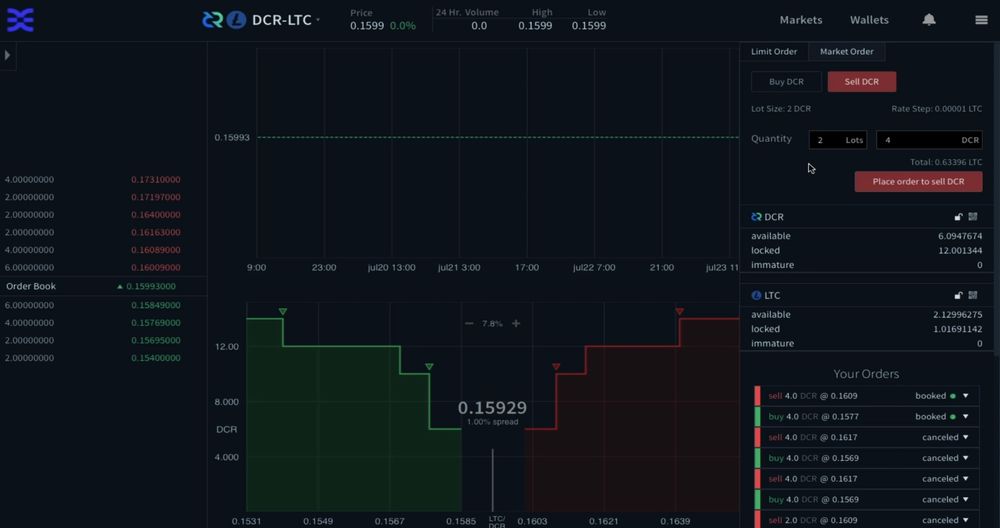 DCR-LTC
Price
0.1599 0.0%
24 Hr. Volume
0.0
High
0.1599
Low
0.1599
Markets
Wallets
4.00000000 0.17310000
2.00000000 0.17197000
2.00000000 0.16400000
2.00000000 0.16163000
4.00000000 0.16089000
6.00000000 0.16009000
Order Book 0.15993000
6.00000000 0.15849000
4.00000000 0.15769000
2.00000000 0.15695000
2.00000000 0.15400000
0.15993
9:00 23:00 jul20 13:00 jul21 3:00 17:00 jul22 7:00 21:00 jul23 11
7.8%
12.00
8.000
DCR
4.000
0.15929
1.00% spread
0.1531 0.1549 0.1567 0.1585 LTC/ DCR 0.1603 0.1621 0.1639
Limit Order Market Order
Buy DCR Sell DCR
Lot Size: 2 DCR Rate Step: 0.00001 LTC
Quantity 2 Lots 4 DCR
Total: 0.63396 LTC
Place order to sell DCR
DCR
available 6.0947674
locked 12.001344
immature 0
LTC
available 2.12996275
locked 1.01691142
immature 0
Your Orders
sell 4.0 DCR @ 0.1609 booked
buy 4.0 DCR @ 0.1577 booked
sell 4.0 DCR @ 0.1617 canceled
buy 4.0 DCR @ 0.1569 canceled
sell 4.0 DCR @ 0.1617 canceled
buy 4.0 DCR @ 0.1569 canceled
sell 2.0 DCR @ 0.1609 canceled